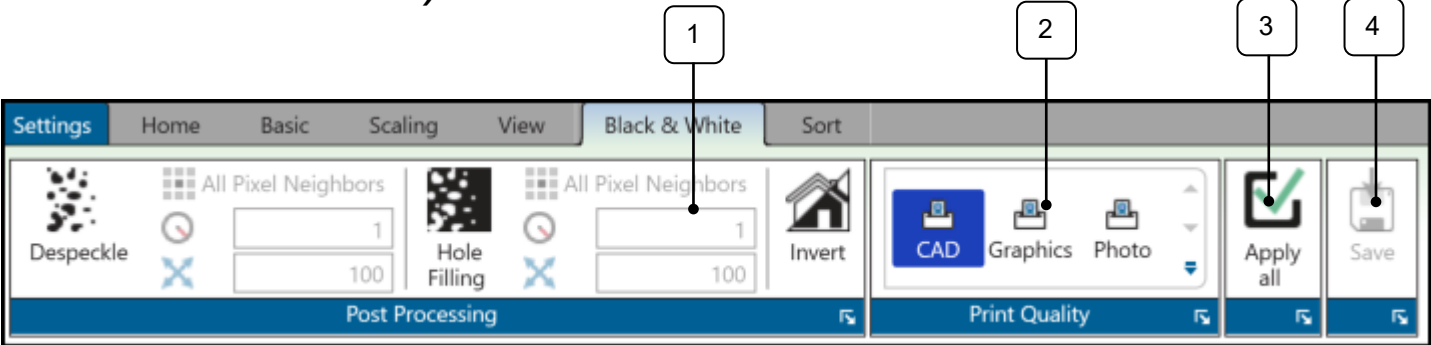 1 2 3 4
Settings Home Basic Scaling View Black & White Sort
All Pixel Neighbors All Pixel Neighbors
1 1
Despeckle Hole Filling Invert CAD Graphics Photo Apply all Save
100 100
Post Processing Print Quality